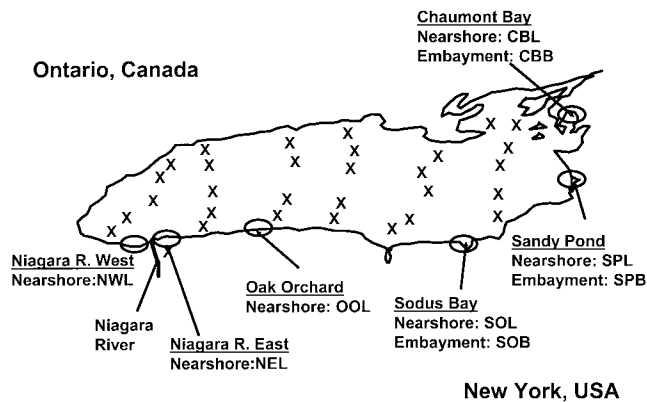 Chaumont Bay
Nearshore: CBL
Embayment: CBB
Ontario, Canada
X X
X
X X
X X X
X X X
X X
X X
X X
X X X
X X X X
X X X X
X
Niagara R. West
Nearshore:NWL
Niagara
River
Niagara R. East
Nearshore:NEL
Oak Orchard
Nearshore: OOL
Sodus Bay
Nearshore: SOL
Embayment: SOB
Sandy Pond
Nearshore: SPL
Embayment: SPB
New York, USA